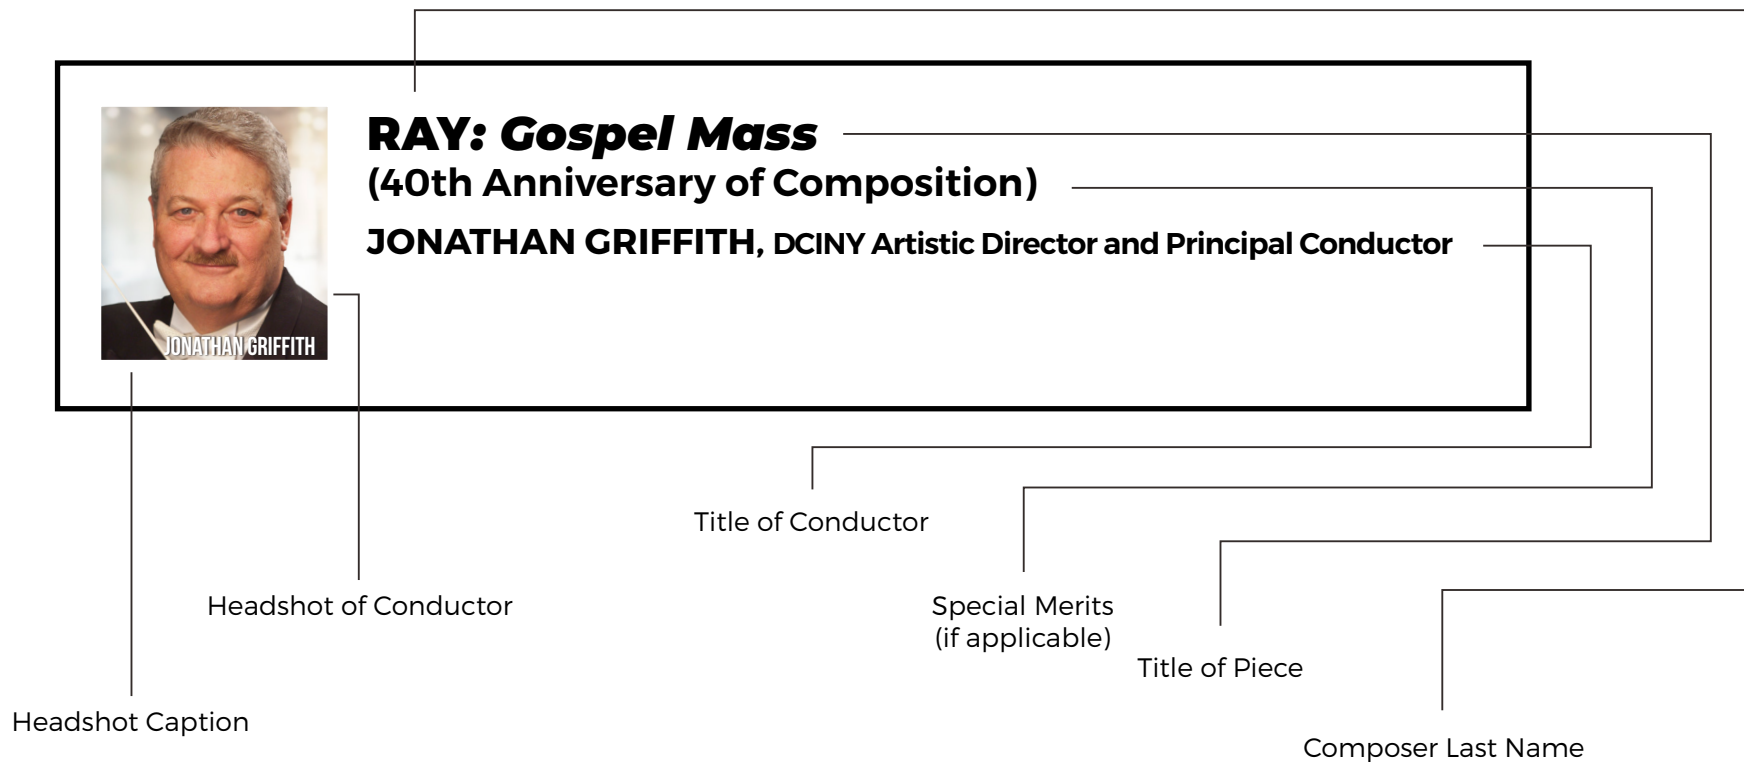 RAY: Gospel Mass
(40th Anniversary of Composition)
JONATHAN GRIFFITH, DCINY Artistic Director and Principal Conductor
JONATHAN GRIFFITH
Title of Conductor
Headshot of Conductor
Special Merits
(if applicable)
Title of Piece
Headshot Caption
Composer Last Name